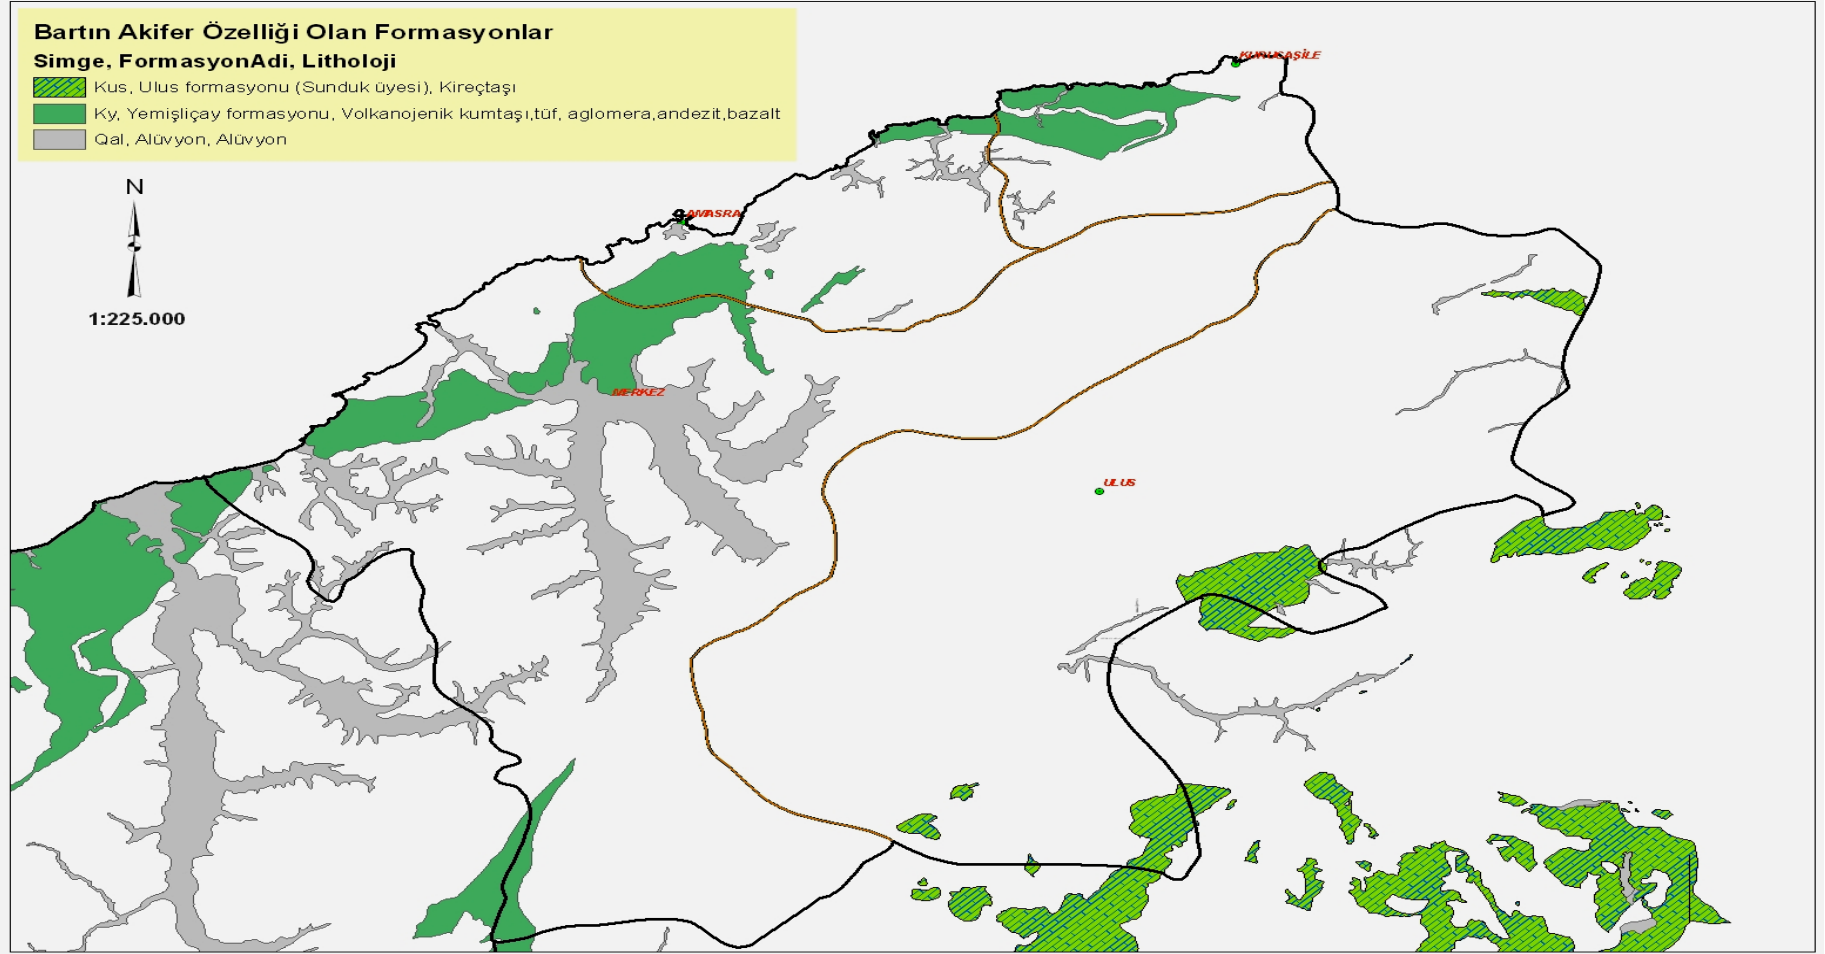 Bartın Akifer Özelliği Olan Formasyonlar
Simge, FormasyonAdi, Litholoji
Kus, Ulus formasyonu (Sunduk üyesi), Kireçtaşı
Ky, Yemişliçay formasyonu, Volkanojenik kumtaşı,tüf, aglomera,andezit,bazalt
Qal, Alüvyon, Alüvyon
KURUCAŞİLE
N
AMASRA
1:225.000
MERKEZ
ULUS